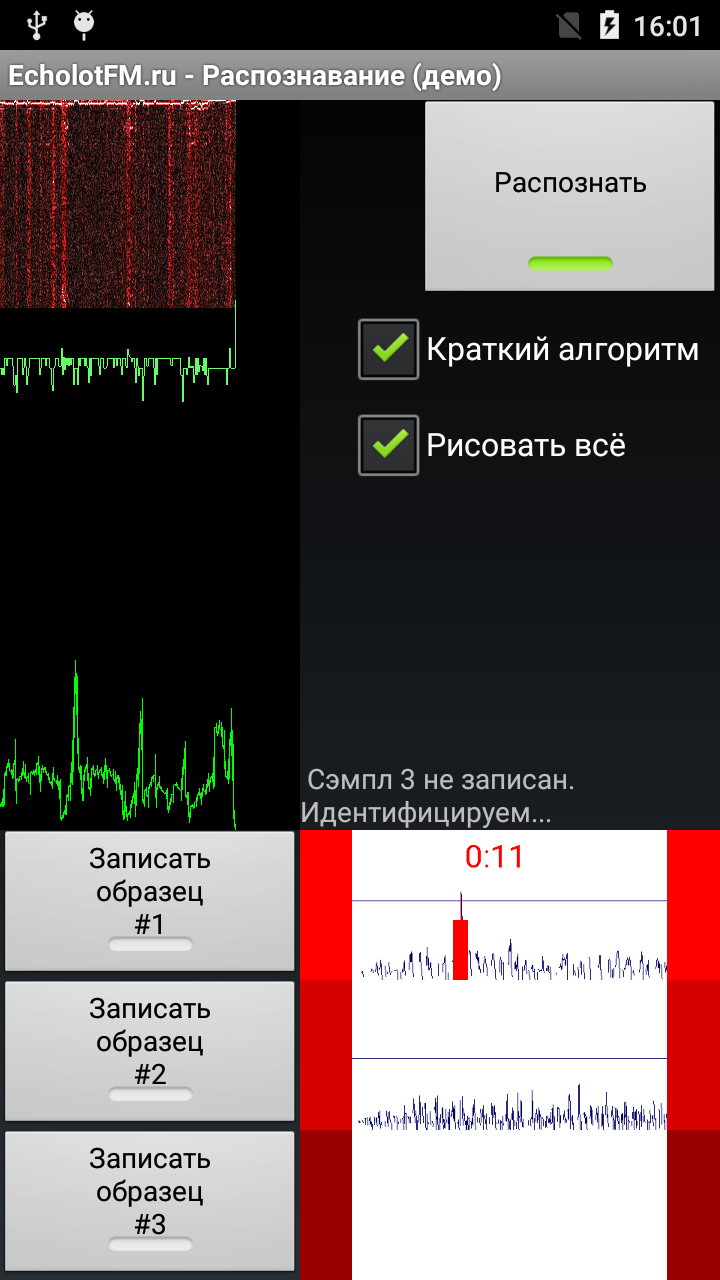 16:01
EcholotFM.ru - Распознавание (демо)
Распознать
Краткий алгоритм
Рисовать всё
Сэмпл 3 не записан.
Идентифицируем...
Записать
образец
#1
0:11
Записать
образец
#2
Записать
образец
#3